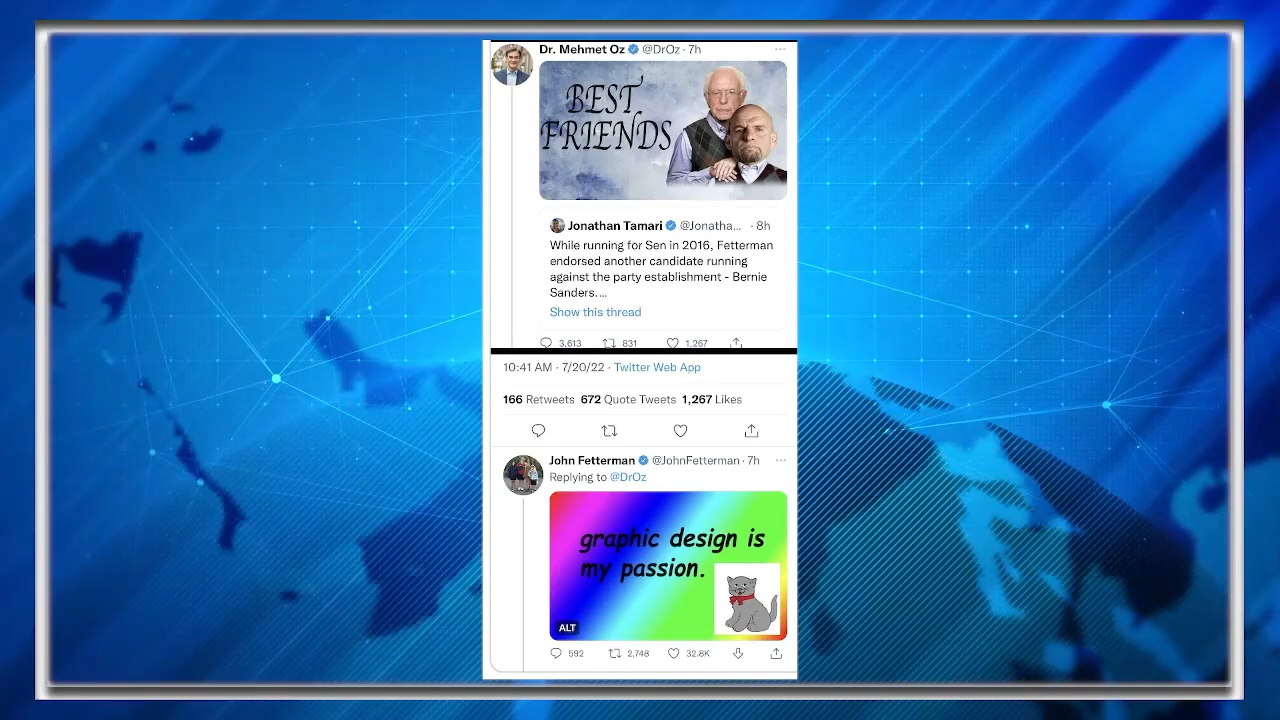 Dr. Mehmet Oz @DrOz · 7h
BEST
FRIENDS
Jonathan Tamari @Jonatha... · 8h
While running for Sen in 2016, Fetterman
endorsed another candidate running
against the party establishment - Bernie
Sanders....
Show this thread
3,613 831 1,267
10:41 AM · 7/20/22 · Twitter Web App
166 Retweets 672 Quote Tweets 1,267 Likes
John Fetterman @JohnFetterman · 7h
Replying to @DrOz
graphic design is
my passion.
ALT
592 2,748 32.8K